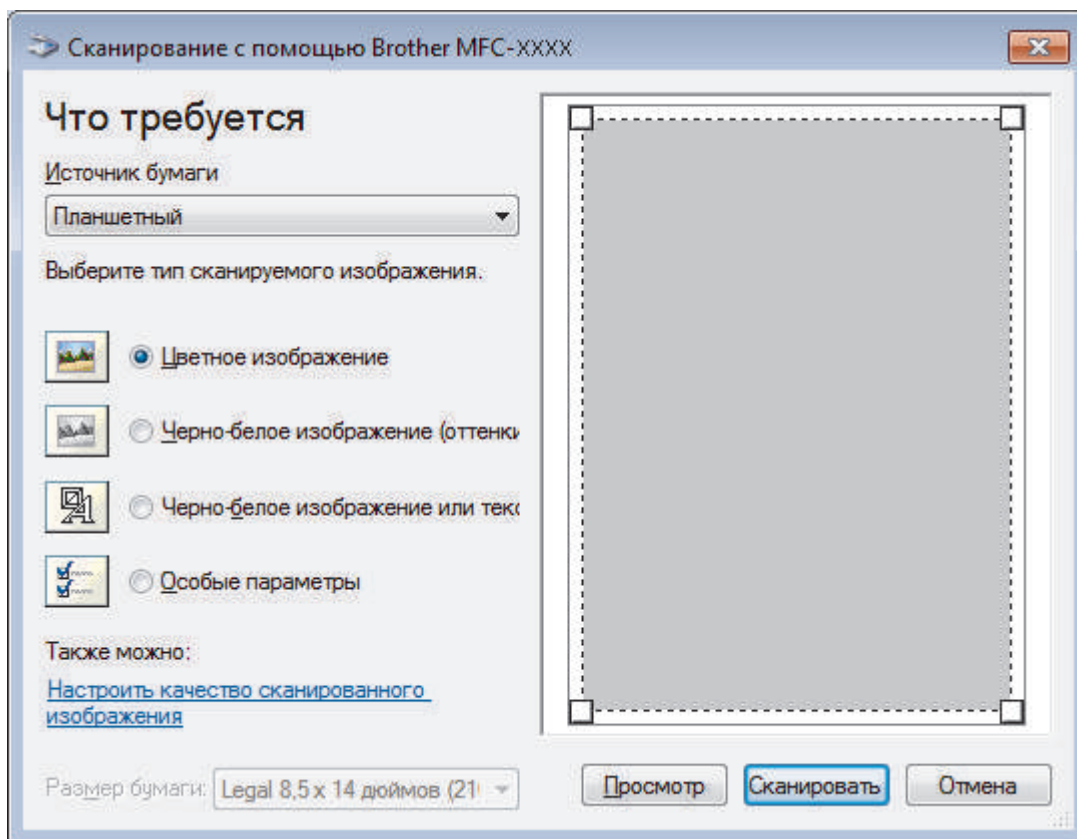 Сканирование с помощью Brother MFC-XXXX
Что требуется
Источник бумаги
Планшетный
Выберите тип сканируемого изображения.
Цветное изображение
Черно-белое изображение (оттенки
Черно-белое изображение или текс
Особые параметры
Также можно:
Настроить качество сканированного
изображения
Размер бумаги: Legal 8,5 x 14 дюймов (21
Просмотр Сканировать Отмена